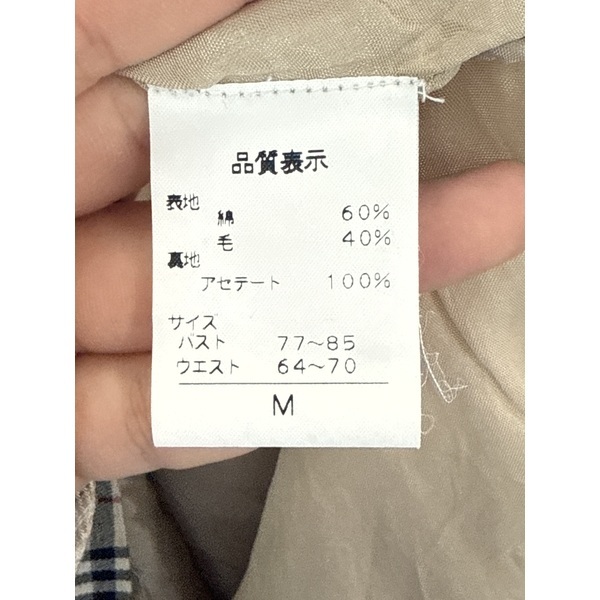 品質表示
表地
綿 60%
毛 40%
裏地
アセテート 100%
サイズ
バスト 77〜85
ウエスト 64〜70
M